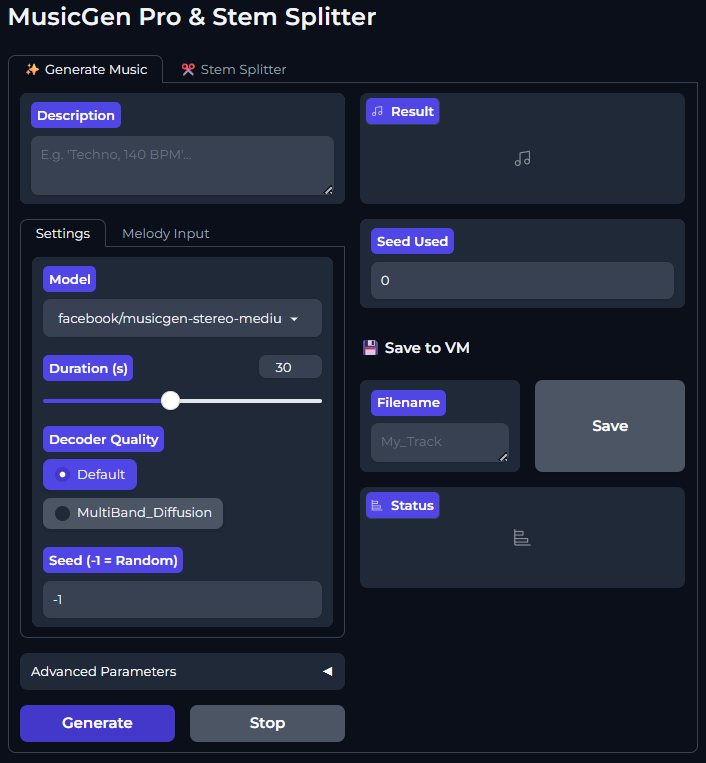 MusicGen Pro & Stem Splitter
✨ Generate Music
✂️ Stem Splitter
Description
E.g. 'Techno, 140 BPM'...
Settings
Melody Input
Model
facebook/musicgen-stereo-mediu
Duration (s)
30
Decoder Quality
Default
MultiBand_Diffusion
Seed (-1 = Random)
-1
Advanced Parameters
Generate
Stop
Result
Seed Used
0
💾 Save to VM
Filename
My_Track
Save
Status